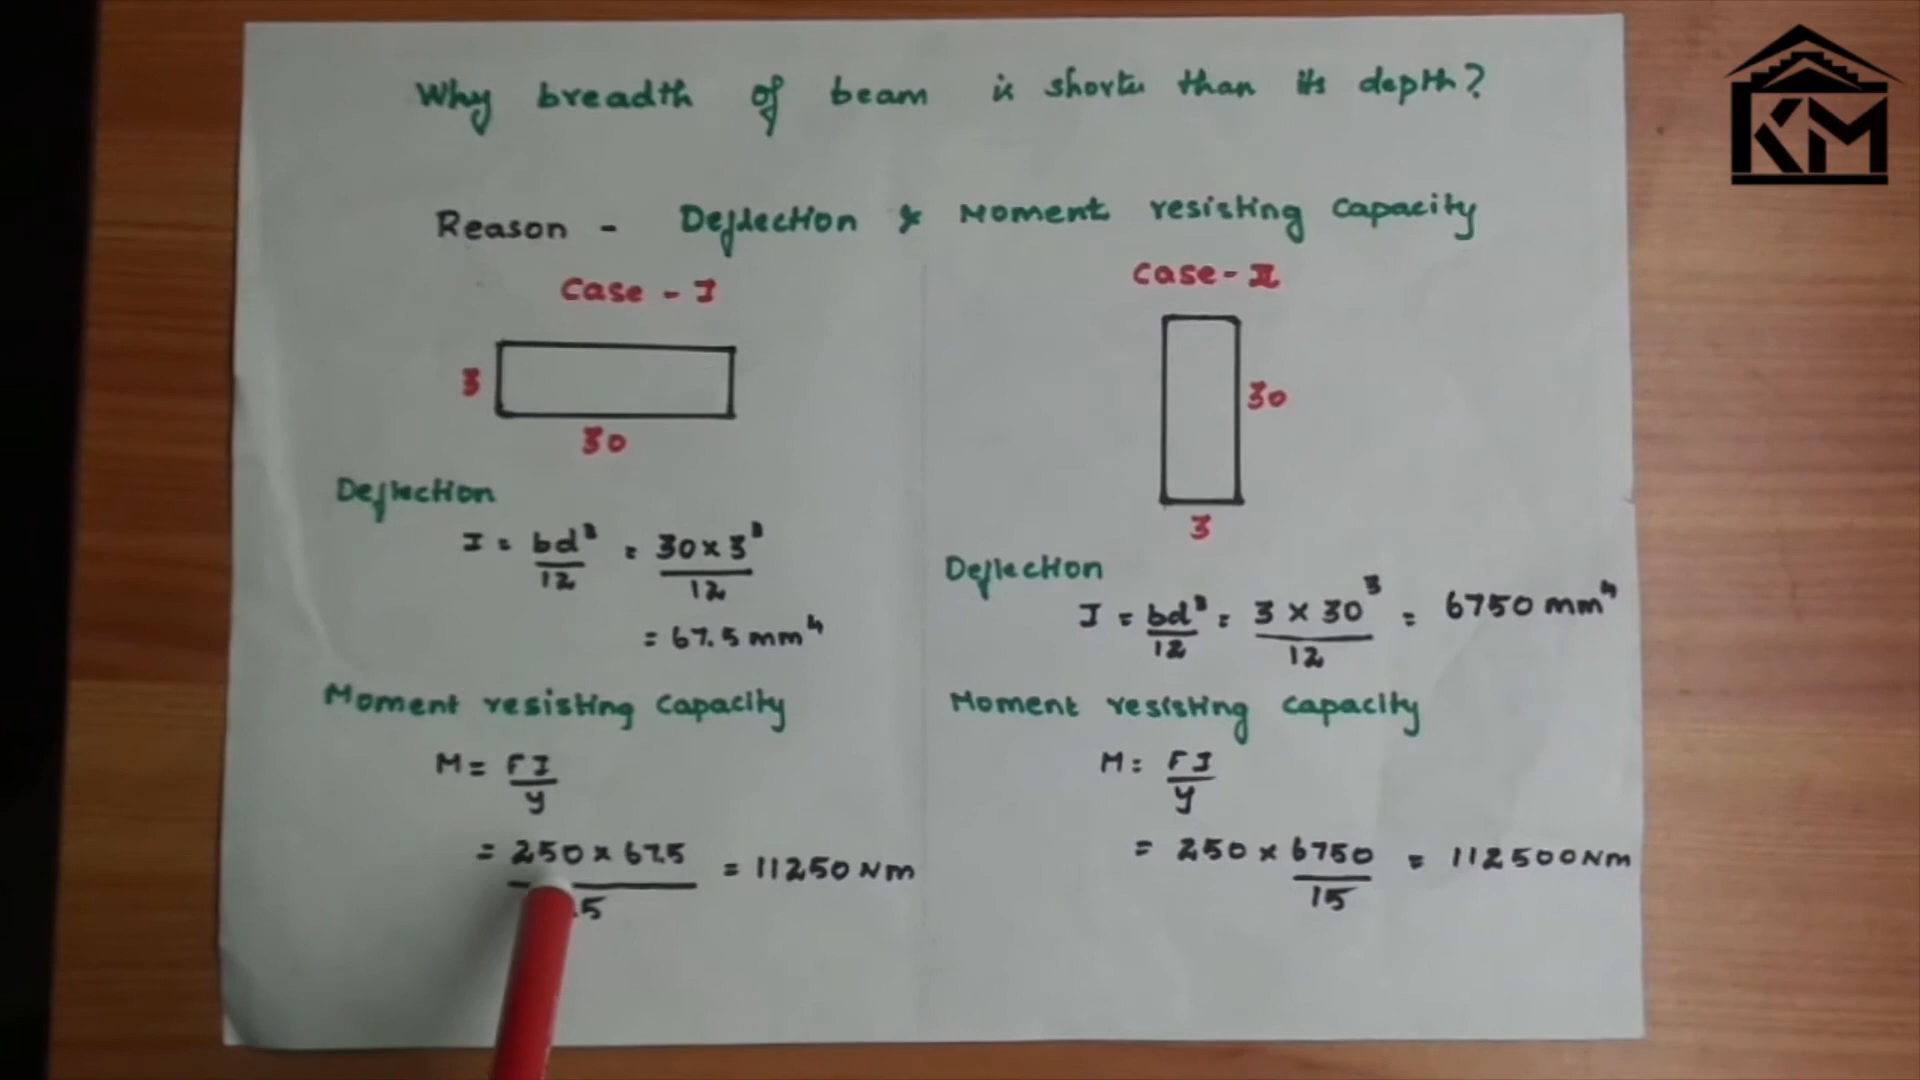 Why breadth of beam is shorter than its depth?
KM
Reason - Deflection & Moment resisting capacity
Case - I
3
30
Deflection
I = bd³/12 = 30 × 3³/12
= 67.5 mm⁴
Moment resisting capacity
M = FI/y
= 250 × 67.5/.5 = 11250 Nm
Case - II
30
3
Deflection
I = bd³/12 = 3 × 30³/12 = 6750 mm⁴
Moment resisting capacity
M = FI/y
= 250 × 6750/15 = 112500 Nm